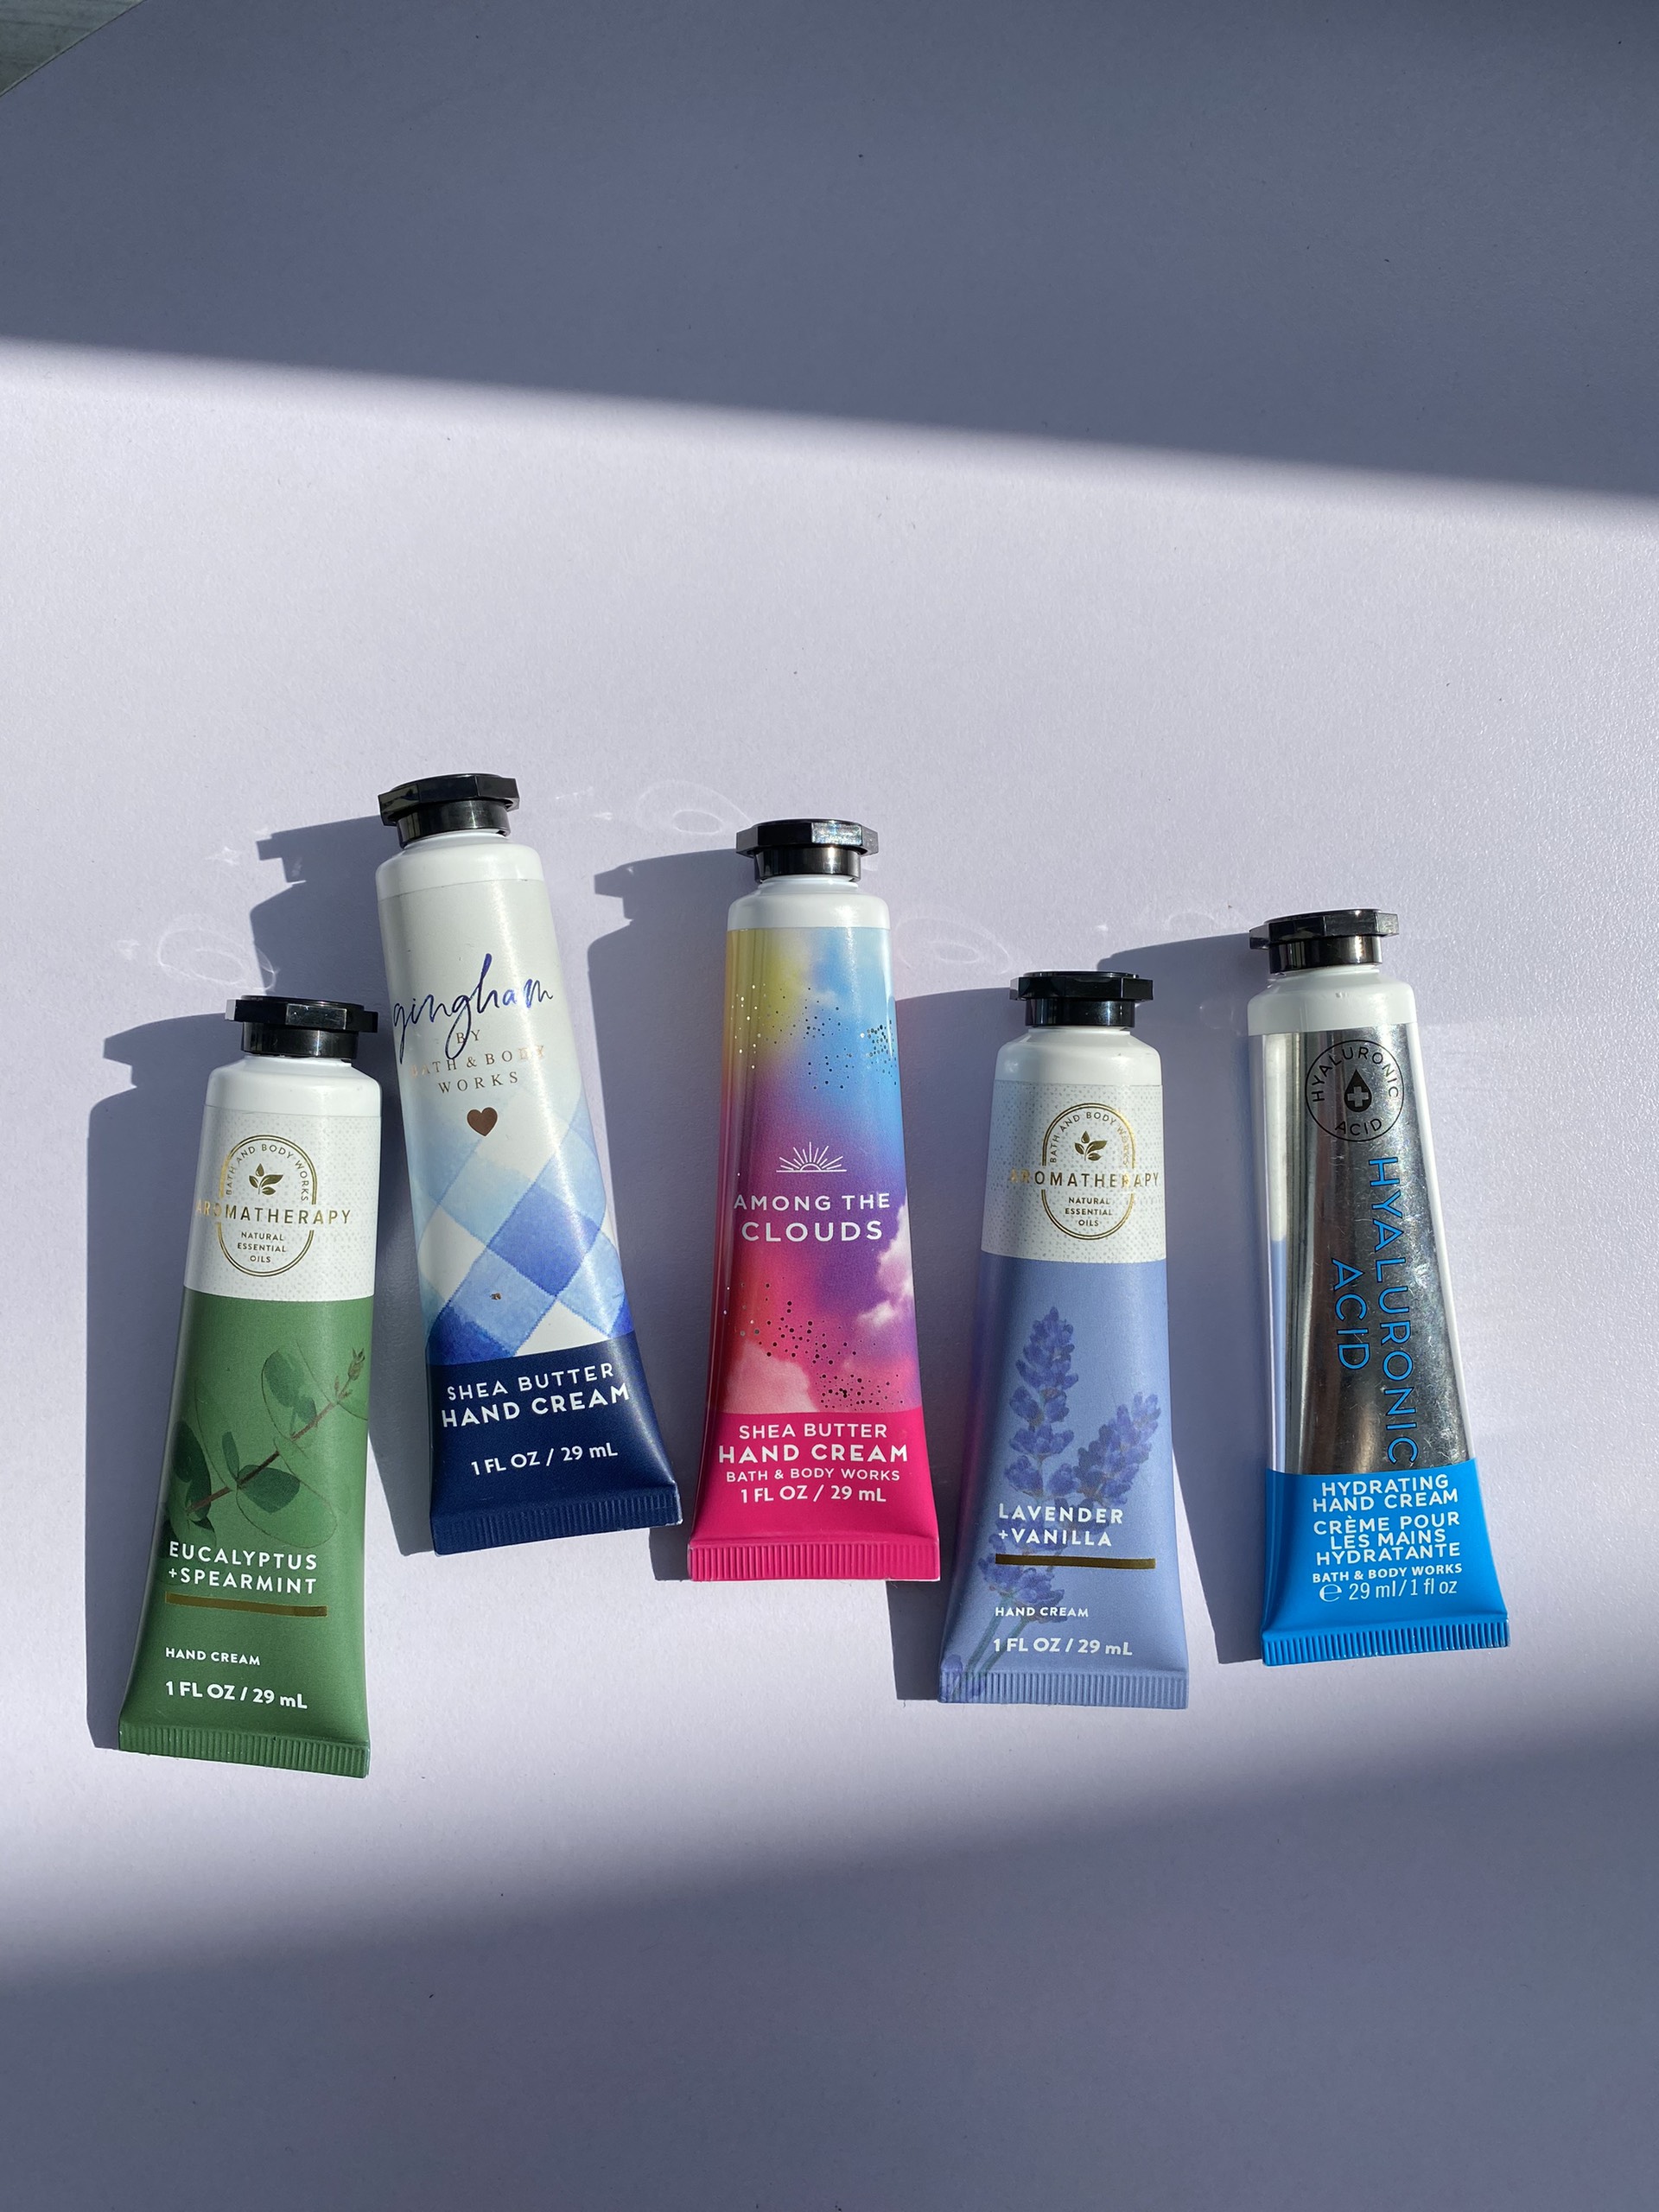 BATH AND BODY WORKS
AROMATHERAPY
NATURAL
ESSENTIAL
OILS
EUCALYPTUS
+SPEARMINT
HAND CREAM
1 FL OZ / 29 mL
gingham
BY
BATH & BODY
WORKS
SHEA BUTTER
HAND CREAM
1 FL OZ / 29 mL
AMONG THE
CLOUDS
SHEA BUTTER
HAND CREAM
BATH & BODY WORKS
1 FL OZ / 29 mL
BATH AND BODY WORKS
AROMATHERAPY
NATURAL
ESSENTIAL
OILS
LAVENDER
+VANILLA
HAND CREAM
1 FL OZ / 29 mL
HYALURONIC
ACID
HYALURONIC
ACID
HYDRATING
HAND CREAM
CRÈME POUR
LES MAINS
HYDRATANTE
BATH & BODY WORKS
℮ 29 ml/1 fl oz